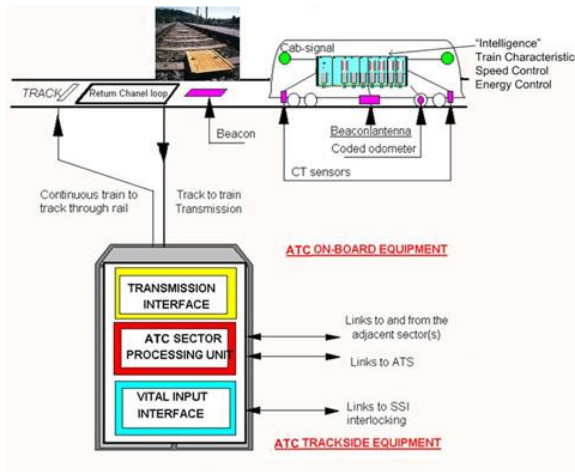 Cab-signal
"Intelligence"
Train Characteristic
Speed Control
Energy Control
TRACK
Return Chanel loop
Beacon
Beacon antenna
Coded odometer
CT sensors
Continuous train to
track through rail
Track to train
Transmission
ATC ON-BOARD EQUIPMENT
TRANSMISSION
INTERFACE
ATC SECTOR
PROCESSING UNIT
Links to and from the
adjacent sector(s)
Links to ATS
VITAL INPUT
INTERFACE
Links to SSI
interlocking
ATC TRACKSIDE EQUIPMENT